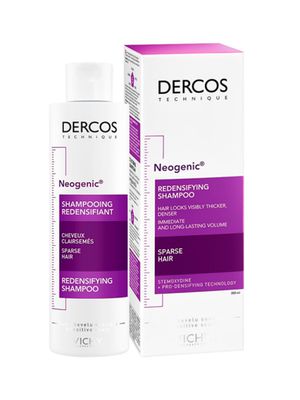 DERCOS
TECHNIQUE
Neogenic®
SHAMPOOING
REDENSIFIANT
CHEVEUX
CLAIRSEMÉS
SPARSE
HAIR
REDENSIFYING
SHAMPOO
VICHY
DERCOS
TECHNIQUE
Neogenic®
REDENSIFYING
SHAMPOO
HAIR LOOKS VISIBLY THICKER,
DENSER
IMMEDIATE
AND LONG-LASTING VOLUME
SPARSE
HAIR
STEMOXYDINE
+ PRO-DENSIFYING TECHNOLOGY
VICHY